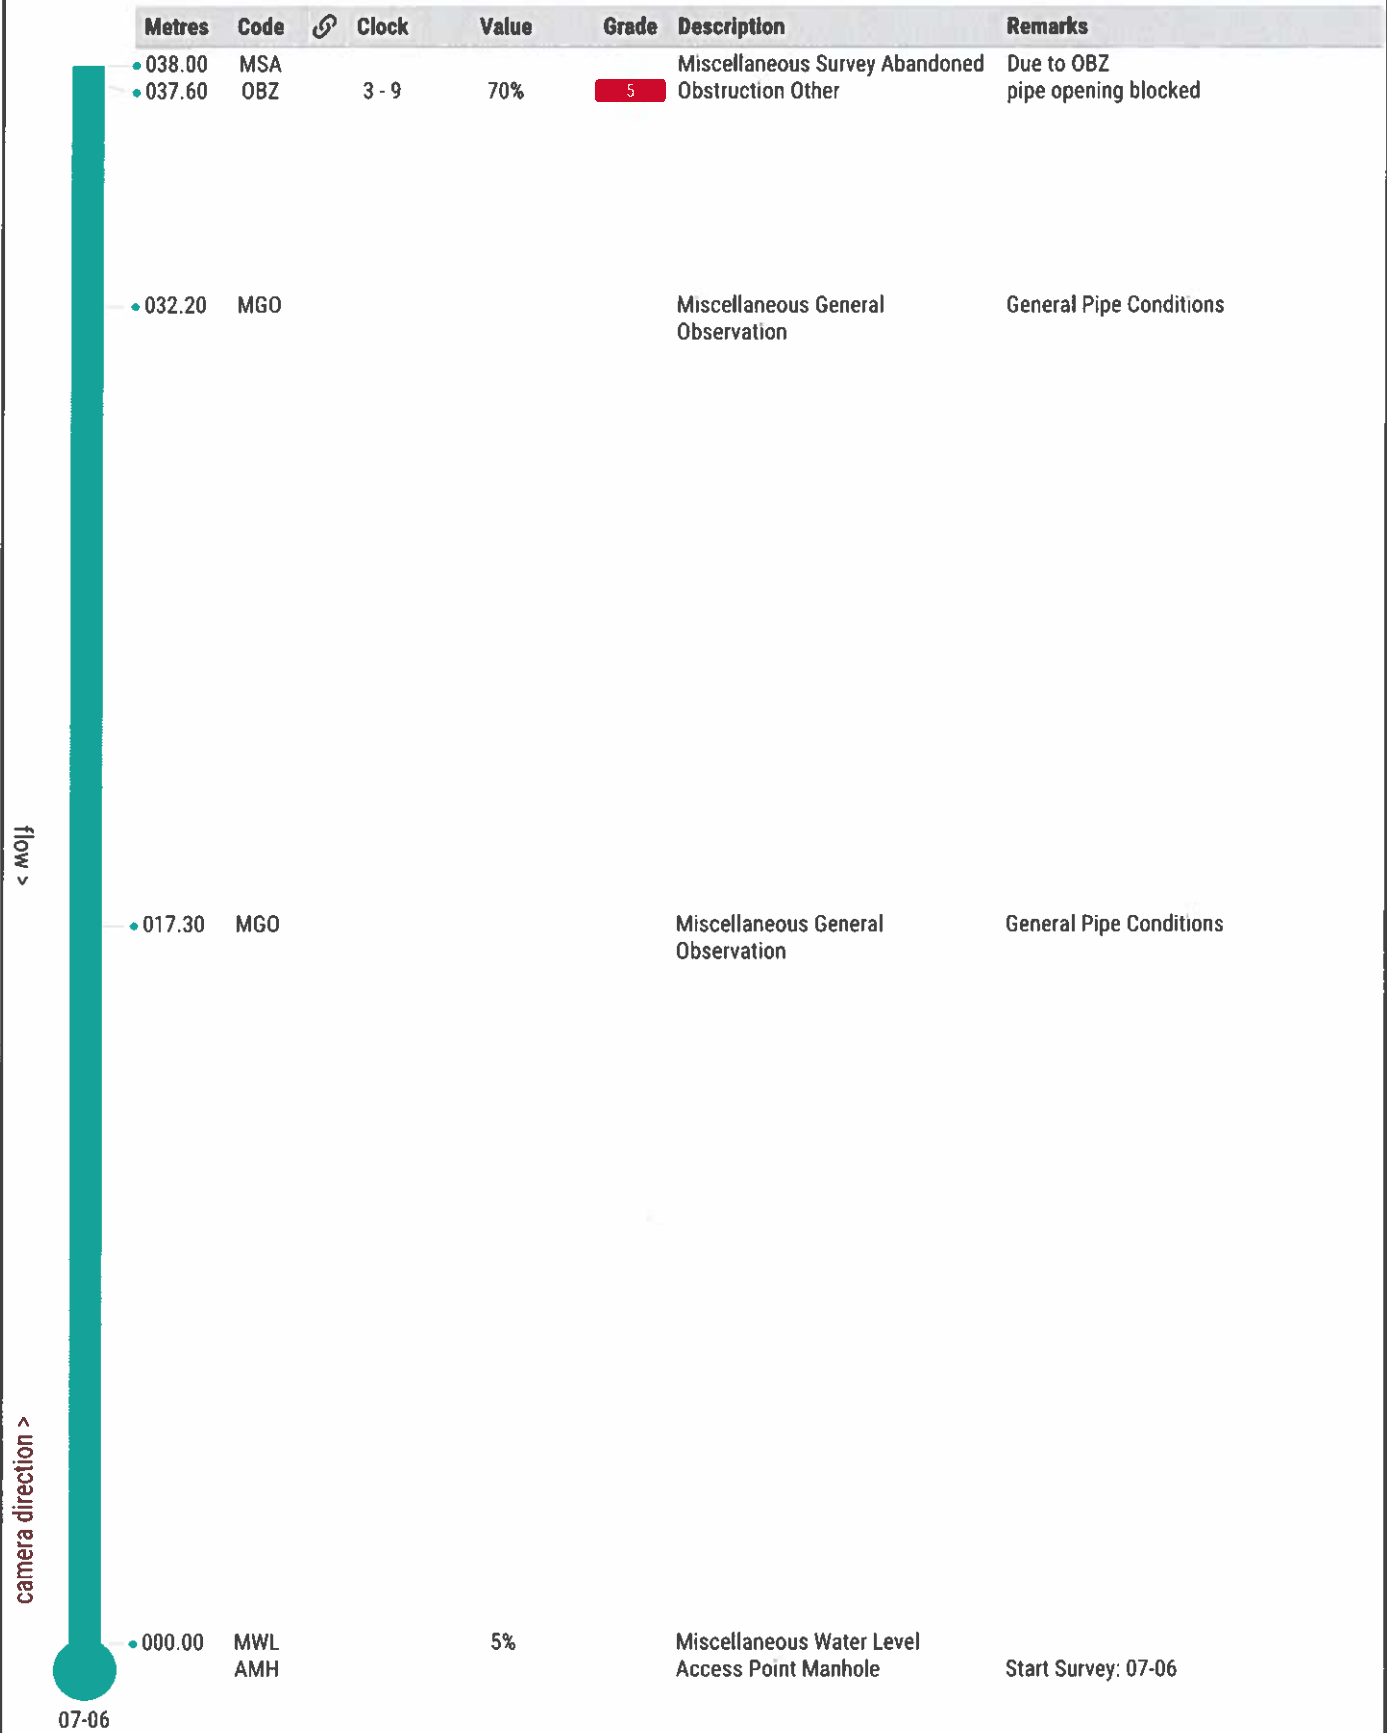 Metres Code Clock Value Grade Description Remarks
038.00 MSA Miscellaneous Survey Abandoned Due to OBZ
037.60 OBZ 3 - 9 70% 5 Obstruction Other pipe opening blocked
032.20 MGO Miscellaneous General General Pipe Conditions
Observation
flow >
017.30 MGO Miscellaneous General General Pipe Conditions
Observation
camera direction >
000.00 MWL 5% Miscellaneous Water Level
AMH Access Point Manhole Start Survey: 07-06
07-06